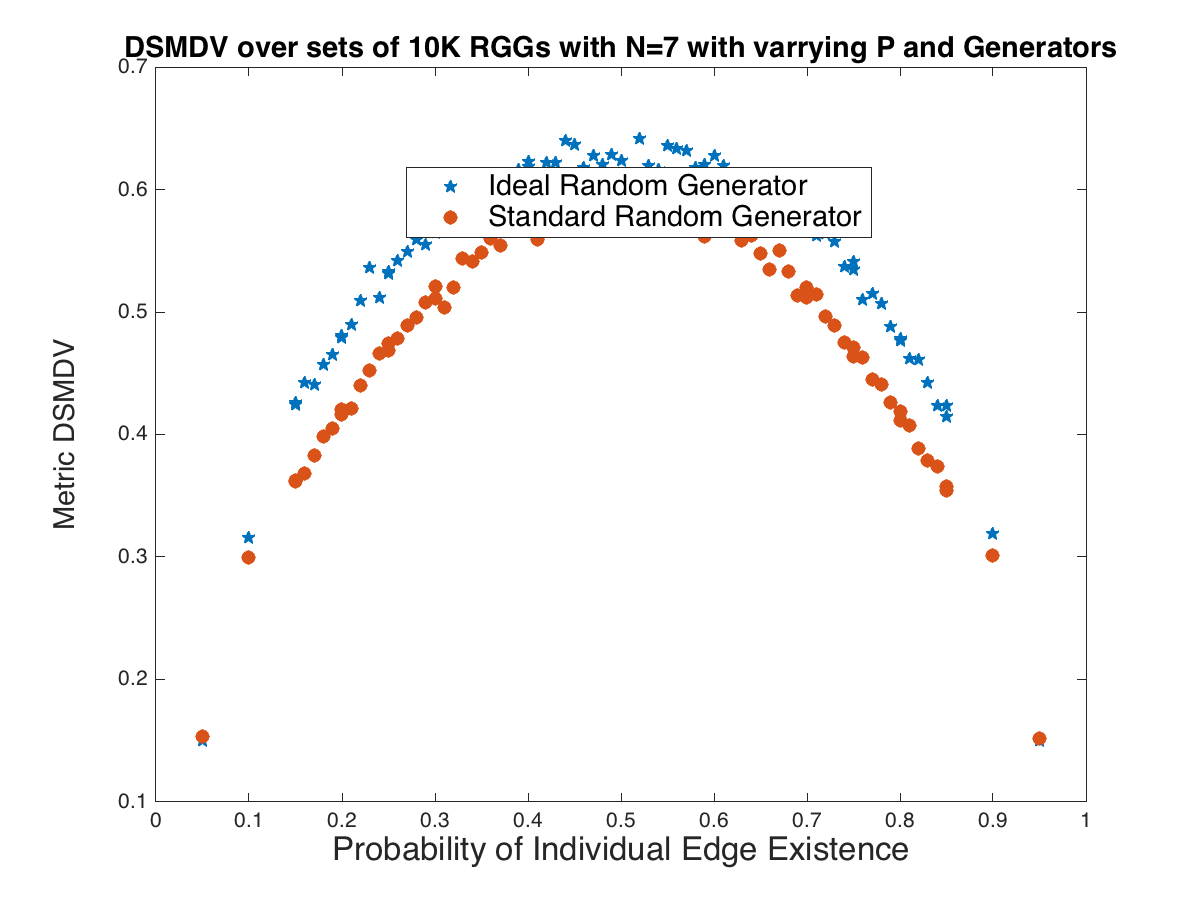 DSMDV over sets of 10K RGGs with N=7 with varrying P and Generators
0.7
0.6
0.5
0.4
0.3
0.2
0.1
Metric DSMDV
Ideal Random Generator
Standard Random Generator
0 0.1 0.2 0.3 0.4 0.5 0.6 0.7 0.8 0.9 1
Probability of Individual Edge Existence